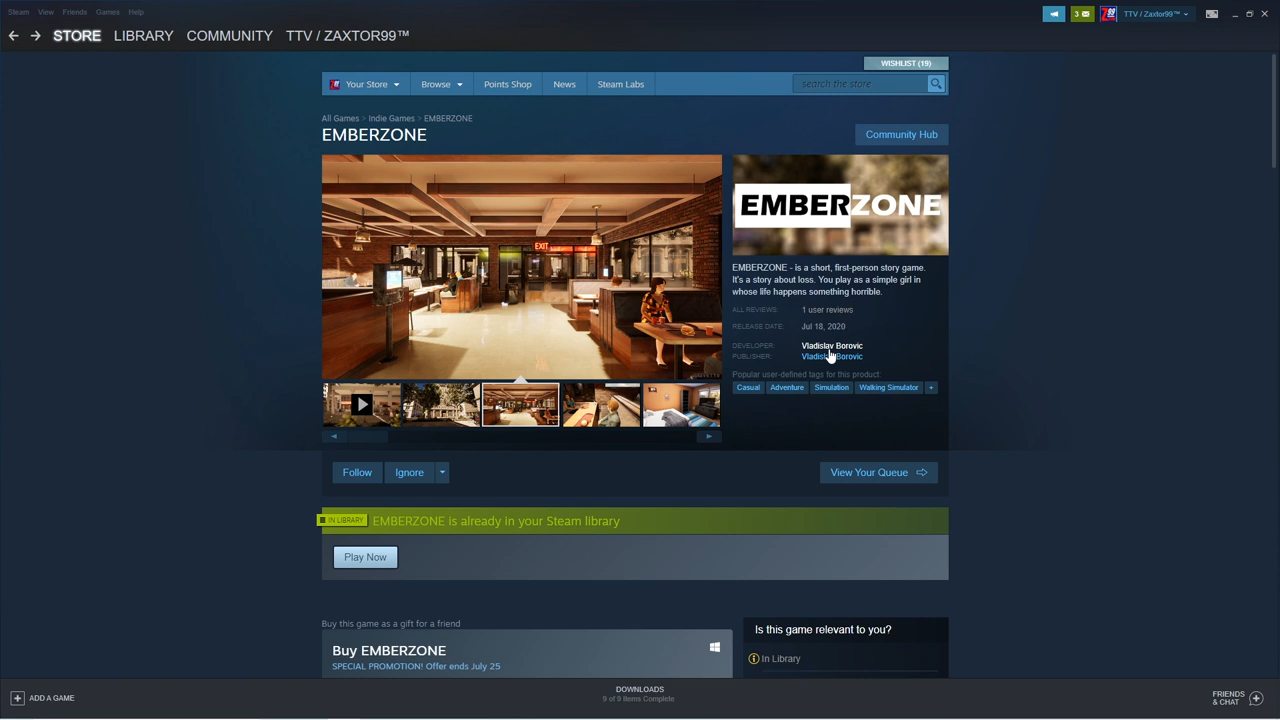 Steam View Friends Games Help
3
TTV / Zaxtor99™
STORE LIBRARY COMMUNITY TTV / ZAXTOR99™
WISHLIST (19)
Your Store Browse Points Shop News Steam Labs search the store
All Games > Indie Games > EMBERZONE
EMBERZONE
Community Hub
EXIT
EMBERZONE
EMBERZONE - is a short, first-person story game.
It's a story about loss. You play as a simple girl in
whose life happens something horrible.
ALL REVIEWS: 1 user reviews
RELEASE DATE: Jul 18, 2020
DEVELOPER: Vladislav Borovic
PUBLISHER: Vladislav Borovic
Popular user-defined tags for this product:
Casual Adventure Simulation Walking Simulator +
Follow Ignore View Your Queue
IN LIBRARY EMBERZONE is already in your Steam library
Play Now
Buy this game as a gift for a friend
Buy EMBERZONE
SPECIAL PROMOTION! Offer ends July 25
Is this game relevant to you?
In Library
ADD A GAME
DOWNLOADS
9 of 9 Items Complete
FRIENDS
& CHAT